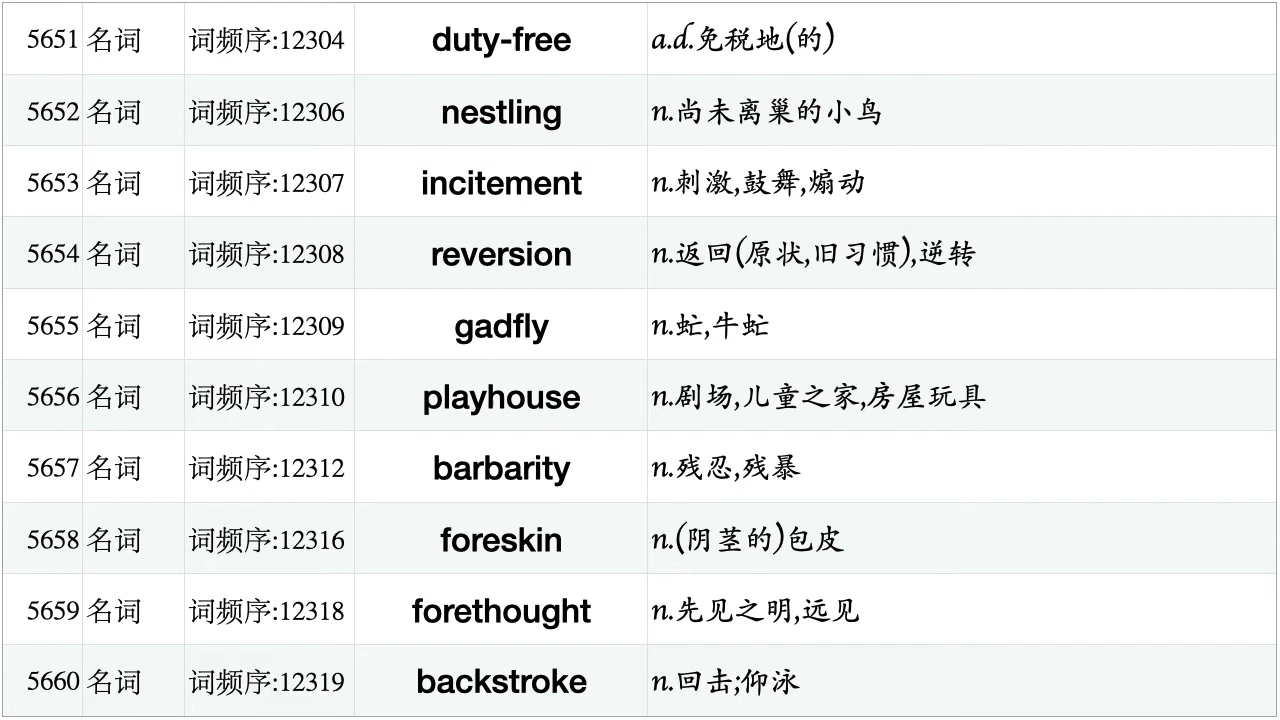 5651 名词 词频序:12304 duty-free a.d.免税地(的)
5652 名词 词频序:12306 nestling n.尚未离巢的小鸟
5653 名词 词频序:12307 incitement n.刺激,鼓舞,煽动
5654 名词 词频序:12308 reversion n.返回(原状,旧习惯),逆转
5655 名词 词频序:12309 gadfly n.虻,牛虻
5656 名词 词频序:12310 playhouse n.剧场,儿童之家,房屋玩具
5657 名词 词频序:12312 barbarity n.残忍,残暴
5658 名词 词频序:12316 foreskin n.(阴茎的)包皮
5659 名词 词频序:12318 forethought n.先见之明,远见
5660 名词 词频序:12319 backstroke n.回击;仰泳